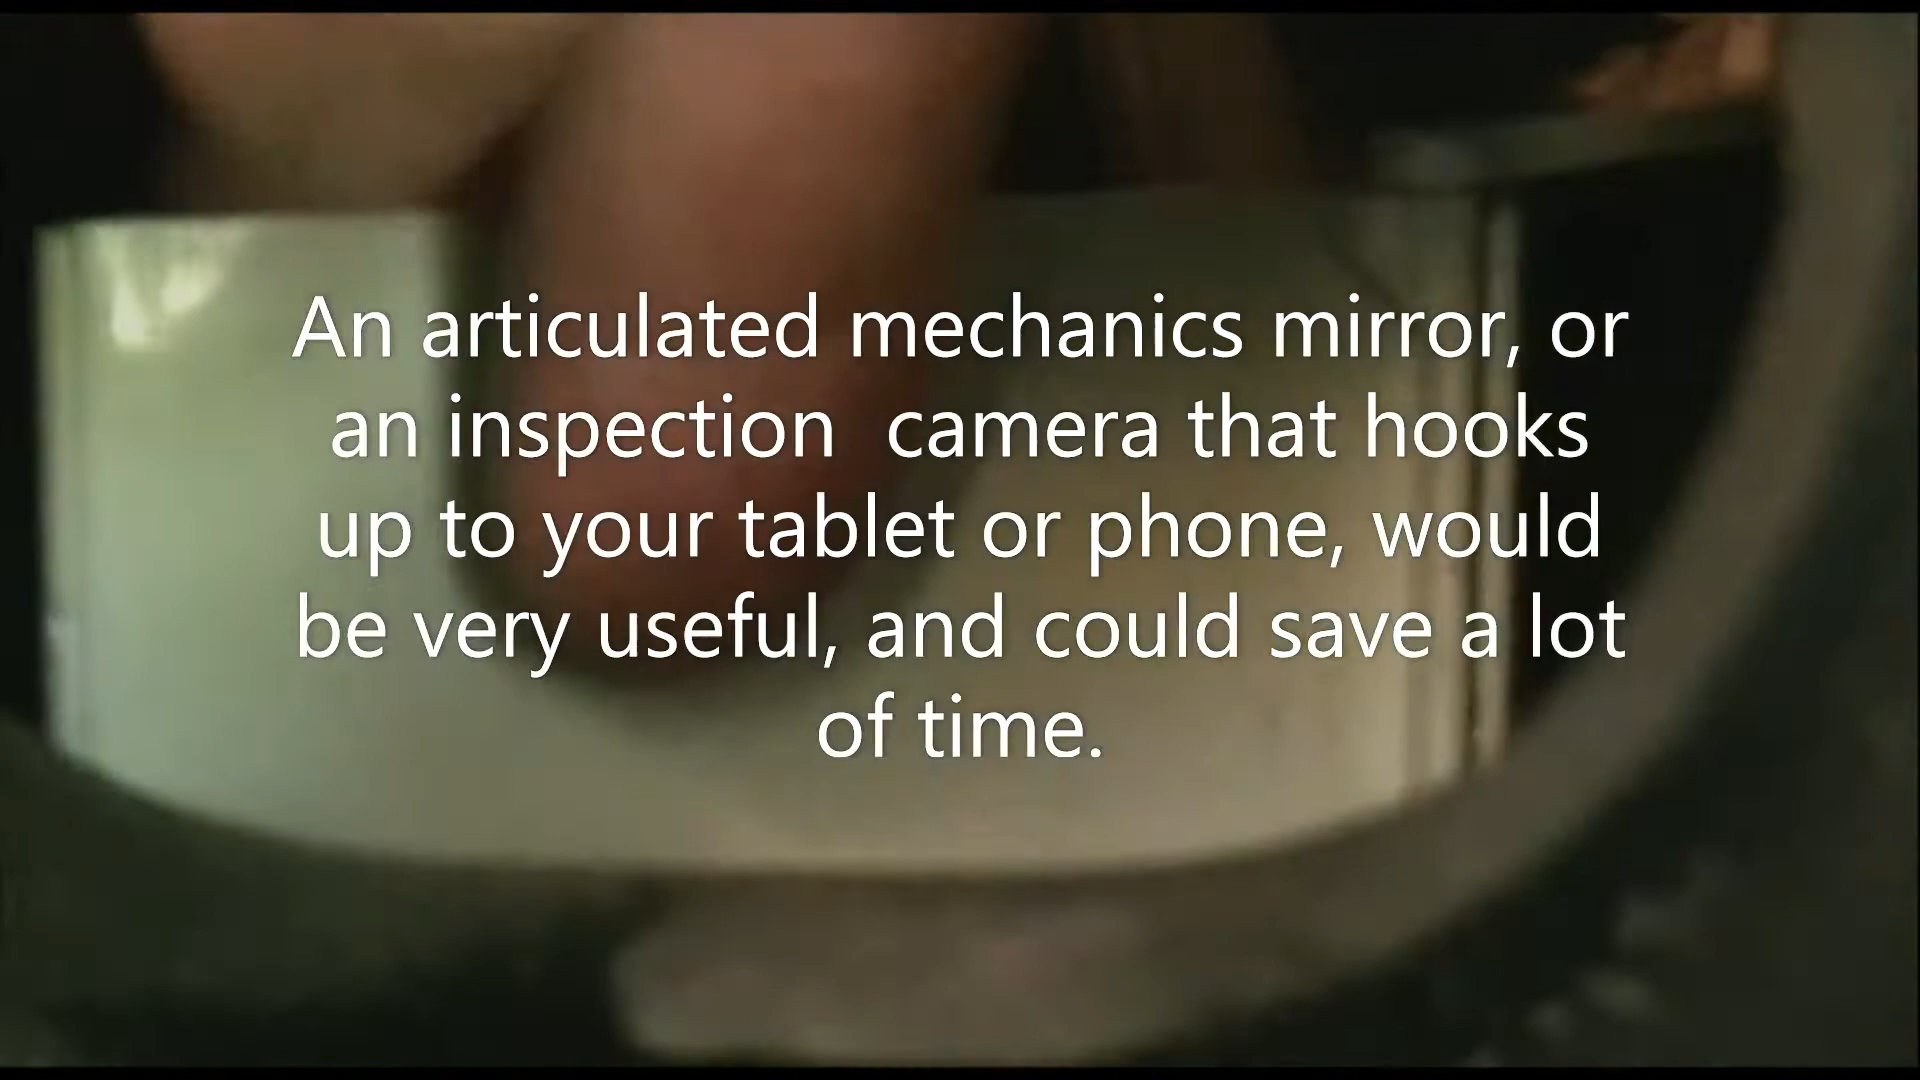 An articulated mechanics mirror, or
an inspection  camera that hooks
up to your tablet or phone, would
be very useful, and could save a lot
of time.